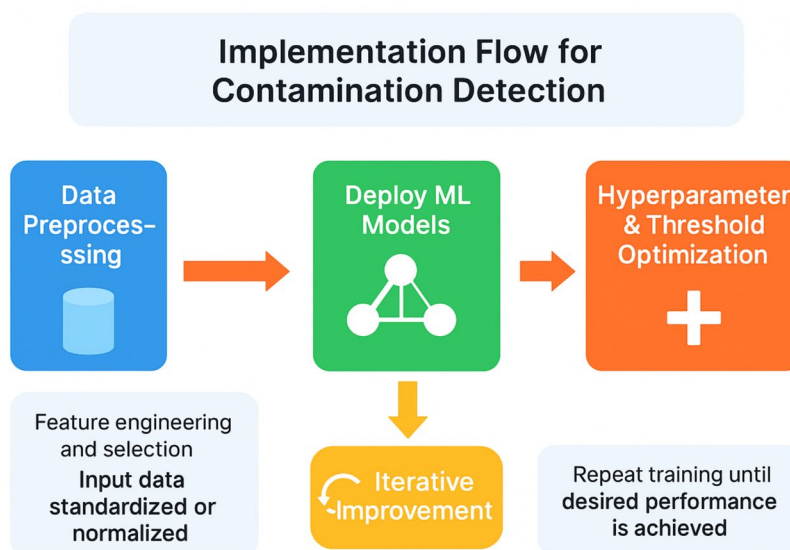 Implementation Flow for
Contamination Detection
Data
Preproces-
ssing
Deploy ML
Models
Hyperparameter
& Threshold
Optimization
Feature engineering
and selection
Input data
standardized or
normalized
Iterative
Improvement
Repeat training until
desired performance
is achieved